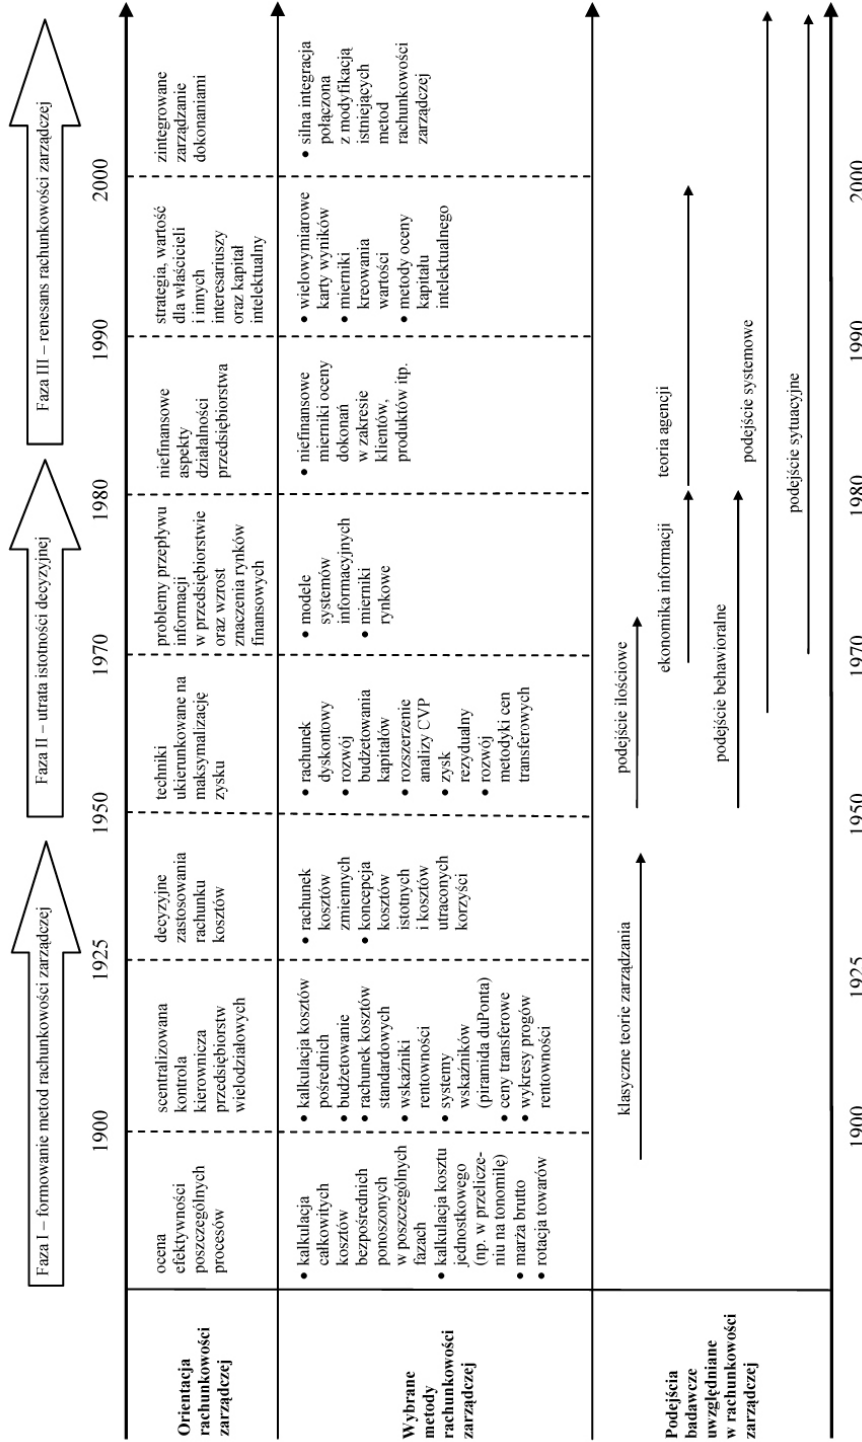 Faza I – formowanie metod rachunkowości zarządczej
Faza II – utrata istotności decyzyjnej
Faza III – renesans rachunkowości zarządczej
1900
1925
1950
1970
1980
1990
2000
Orientacja
rachunkowości
zarządczej
ocena
efektywności
poszczególnych
procesów
scentralizowana
kontrola
kierownicza
przedsiębiorstw
wielodziałowych
decyzyjne
zastosowania
rachunku
kosztów
techniki
ukierunkowane na
maksymalizację
zysku
problemy przepływu
informacji
w przedsiębiorstwie
oraz wzrost
znaczenia rynków
finansowych
niefinansowe
aspekty
działalności
przedsiębiorstwa
strategia, wartość
dla właścicieli
i innych
interesariuszy
oraz kapitał
intelektualny
zintegrowane
zarządzanie
dokonaniami
Wybrane
metody
rachunkowości
zarządczej
• kalkulacja
całkowitych
kosztów
bezpośrednich
ponoszonych
w poszczególnych
fazach
• kalkulacja kosztu
jednostkowego
(np. w przelicze-
niu na tonomilę)
• marża brutto
• rotacja towarów
• kalkulacja kosztów
pośrednich
• budżetowanie
• rachunek kosztów
standardowych
• wskaźniki
rentowności
• systemy
wskaźników
(piramida duPonta)
• ceny transferowe
• wykresy progów
rentowności
• rachunek
kosztów
zmiennych
• koncepcja
kosztów
istotnych
i kosztów
utraconych
korzyści
• rachunek
dyskontowy
• rozwój
budżetowania
kapitałów
• rozszerzenie
analizy CVP
• zysk
rezydualny
• rozwój
metodyki cen
transferowych
• modele
systemów
informacyjnych
• mierniki
rynkowe
• niefinansowe
mierniki oceny
dokonań
w zakresie
klientów,
produktów itp.
• wielowymiarowe
karty wyników
• mierniki
kreowania
wartości
• metody oceny
kapitału
intelektualnego
• silna integracja
połączona
z modyfikacją
istniejących
metod
rachunkowości
zarządczej
Podejścia
badawcze
uwzględniane
w rachunkowości
zarządczej
klasyczne teorie zarządzania
podejście ilościowe
ekonomika informacji
teoria agencji
podejście behawioralne
podejście systemowe
podejście sytuacyjne
1900
1925
1950
1970
1980
1990
2000